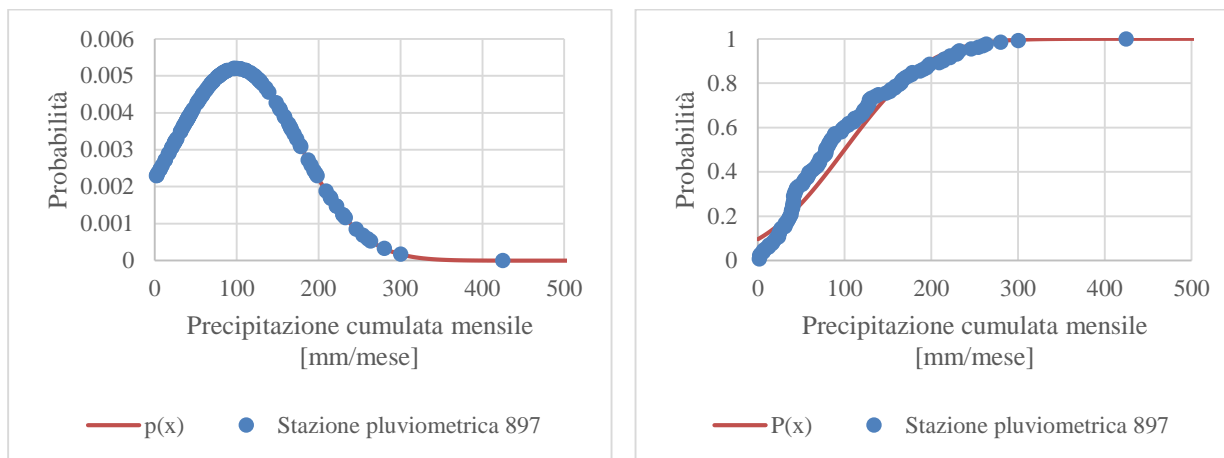 0.006
0.005
0.004
0.003
0.002
0.001
0
Probabilità
0 100 200 300 400 500
Precipitazione cumulata mensile
[mm/mese]
p(x) Stazione pluviometrica 897
1
0.8
0.6
0.4
0.2
0
Probabilità
0 100 200 300 400 500
Precipitazione cumulata mensile
[mm/mese]
P(x) Stazione pluviometrica 897